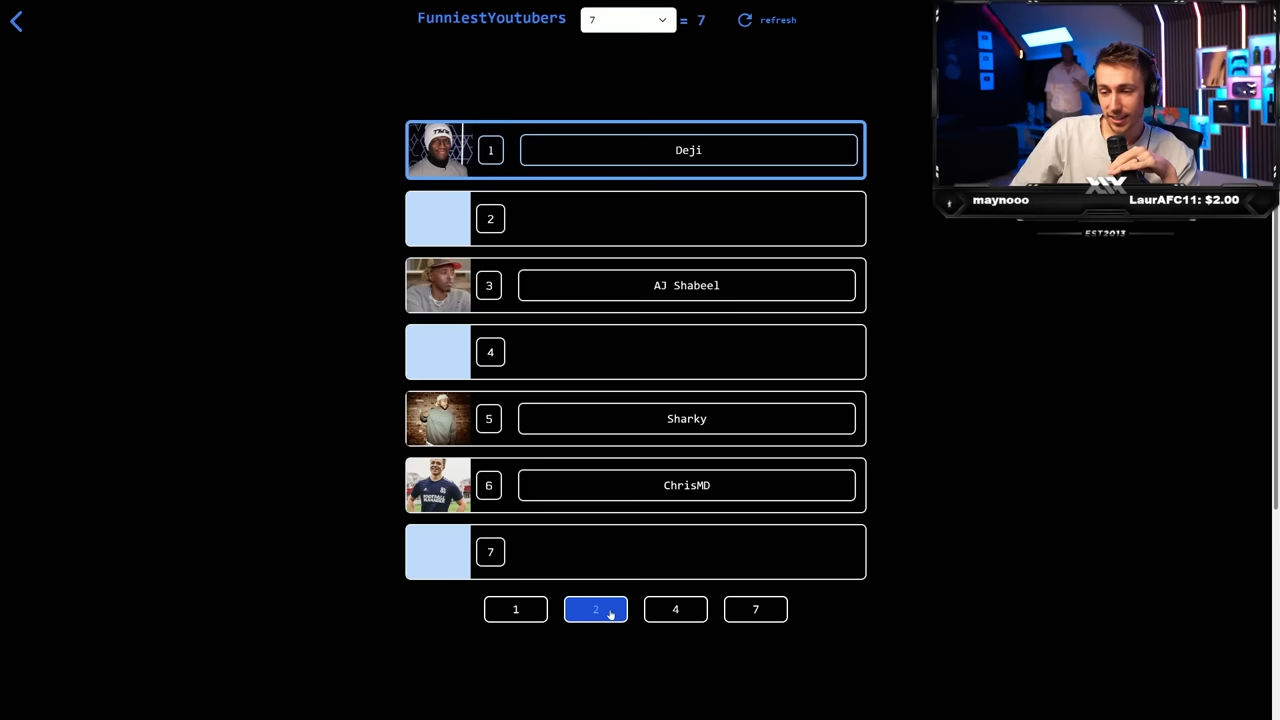 FunniestYoutubers 7 = 7 refresh
1 Deji
2
3 AJ Shabeel
4
5 Sharky
6 ChrisMD
7
1 2 4 7
maynooo LaurAFC11: $2.00
EST2013